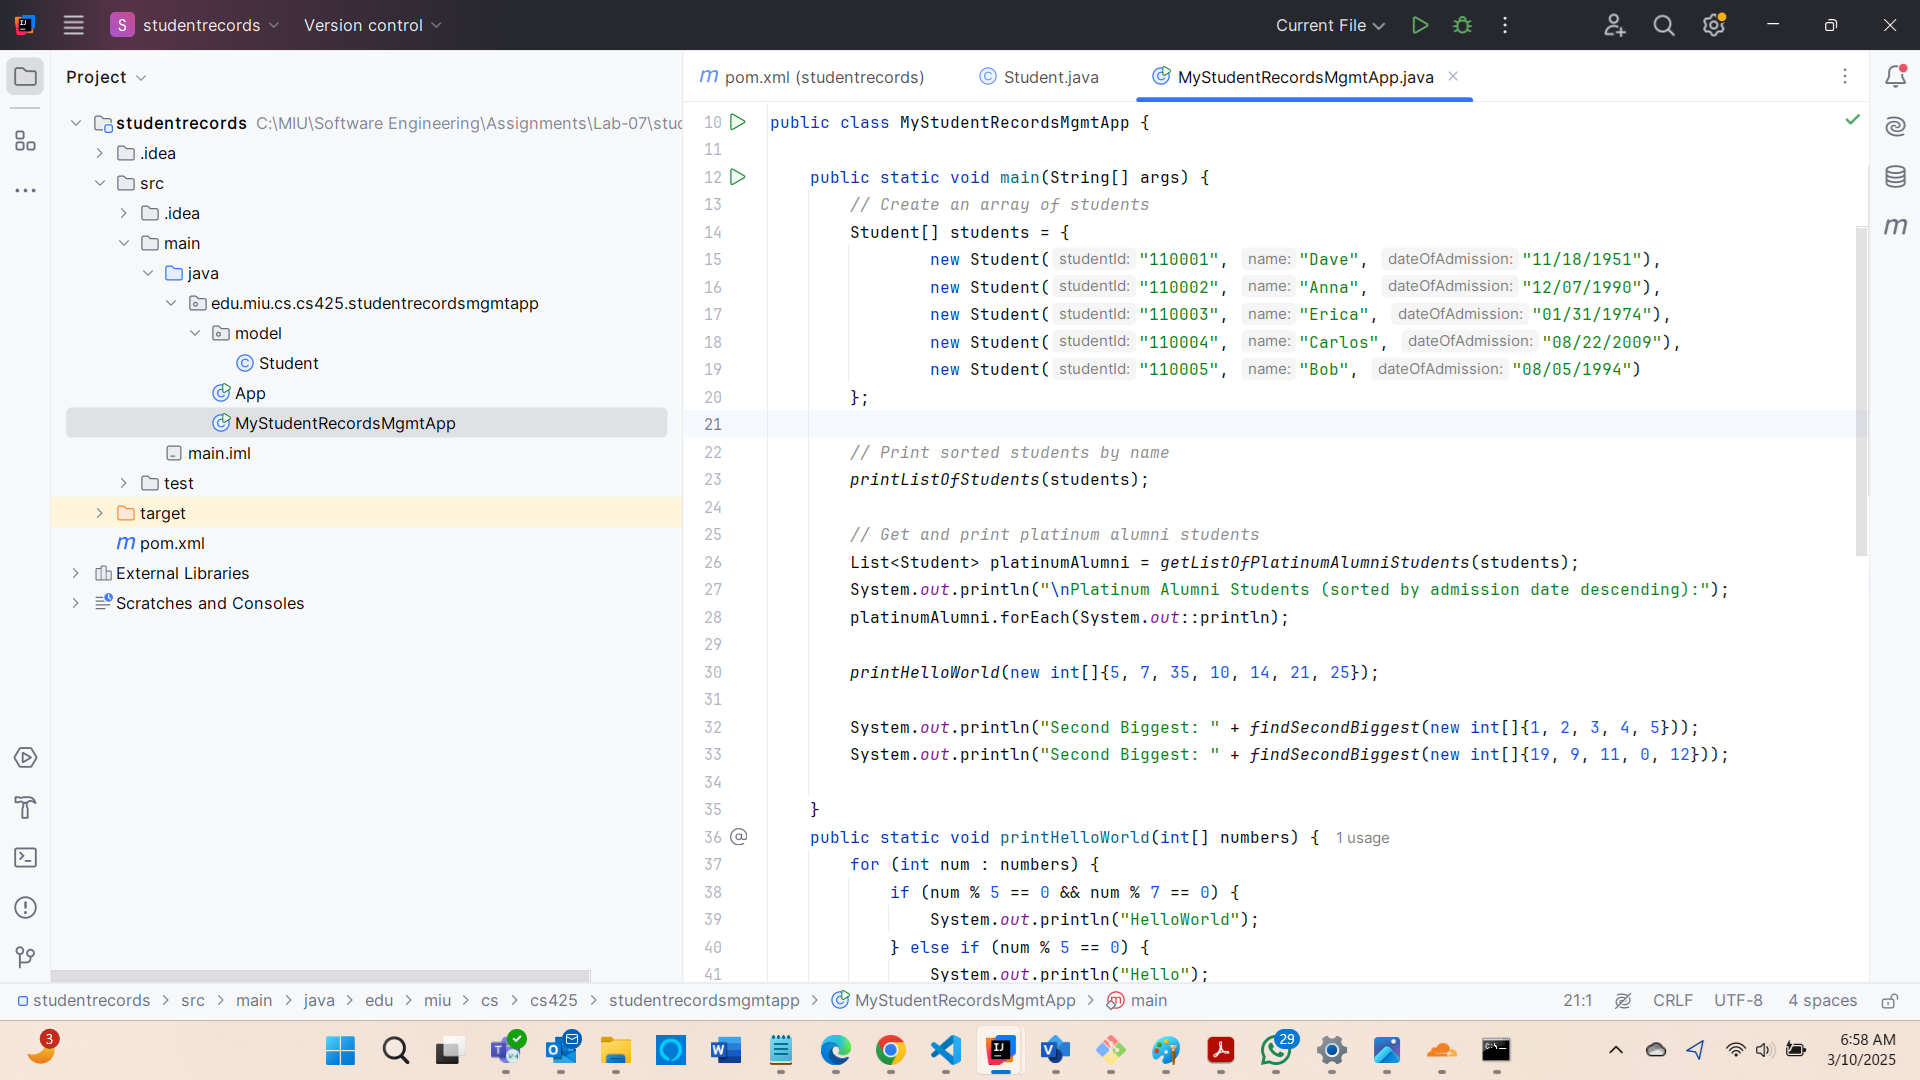 S studentrecords Version control Current File
Project
studentrecords C:\MIU\Software Engineering\Assignments\Lab-07\stud
.idea
src
.idea
main
java
edu.miu.cs.cs425.studentrecordsmgmtapp
model
Student
App
MyStudentRecordsMgmtApp
main.iml
test
target
m pom.xml
External Libraries
Scratches and Consoles
m pom.xml (studentrecords) Student.java MyStudentRecordsMgmtApp.java
10 public class MyStudentRecordsMgmtApp {
11
12 public static void main(String[] args) {
13 // Create an array of students
14 Student[] students = {
15 new Student( studentId: "110001", name: "Dave", dateOfAdmission: "11/18/1951"),
16 new Student( studentId: "110002", name: "Anna", dateOfAdmission: "12/07/1990"),
17 new Student( studentId: "110003", name: "Erica", dateOfAdmission: "01/31/1974"),
18 new Student( studentId: "110004", name: "Carlos", dateOfAdmission: "08/22/2009"),
19 new Student( studentId: "110005", name: "Bob", dateOfAdmission: "08/05/1994")
20 };
21
22 // Print sorted students by name
23 printListOfStudents(students);
24
25 // Get and print platinum alumni students
26 List<Student> platinumAlumni = getListOfPlatinumAlumniStudents(students);
27 System.out.println("\nPlatinum Alumni Students (sorted by admission date descending):");
28 platinumAlumni.forEach(System.out::println);
29
30 printHelloWorld(new int[]{5, 7, 35, 10, 14, 21, 25});
31
32 System.out.println("Second Biggest: " + findSecondBiggest(new int[]{1, 2, 3, 4, 5}));
33 System.out.println("Second Biggest: " + findSecondBiggest(new int[]{19, 9, 11, 0, 12}));
34
35 }
36 public static void printHelloWorld(int[] numbers) { 1 usage
37 for (int num : numbers) {
38 if (num % 5 == 0 && num % 7 == 0) {
39 System.out.println("HelloWorld");
40 } else if (num % 5 == 0) {
41 System.out.println("Hello");
m
studentrecords > src > main > java > edu > miu > cs > cs425 > studentrecordsmgmtapp > MyStudentRecordsMgmtApp > m main 21:1 CRLF UTF-8 4 spaces
3 29 6:58 AM
3/10/2025